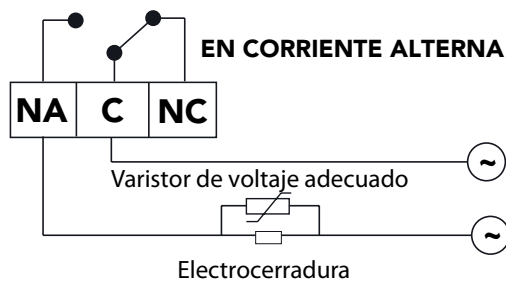 EN CORRIENTE ALTERNA
NA C NC
~
Varistor de voltaje adecuado
~
Electrocerradura